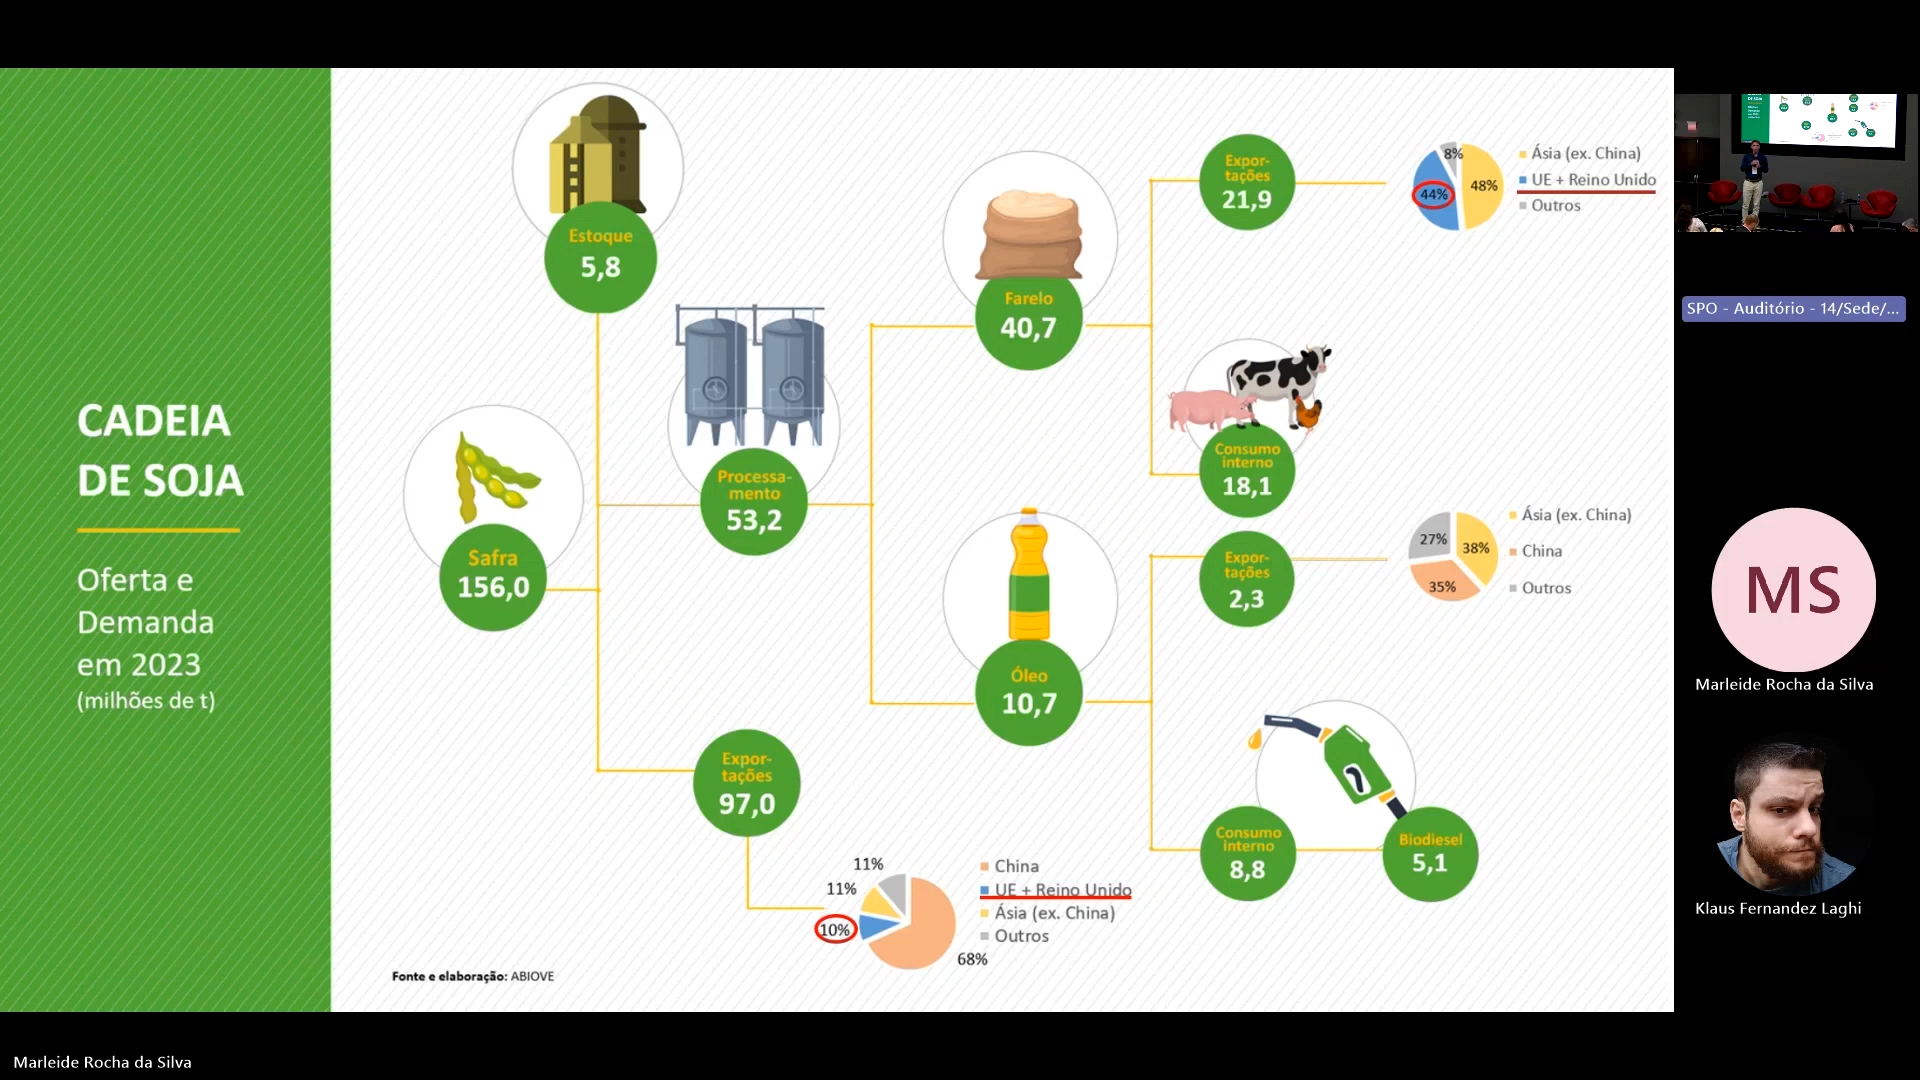 CADEIA
DE SOJA
Oferta e
Demanda
em 2023
(milhões de t)
Estoque
5,8
Safra
156,0
Processa-
mento
53,2
Expor-
tações
97,0
11%
11%
10%
68%
China
UE + Reino Unido
Ásia (ex. China)
Outros
Farelo
40,7
Óleo
10,7
Expor-
tações
21,9
8%
44%
48%
Ásia (ex. China)
UE + Reino Unido
Outros
Consumo
interno
18,1
Expor-
tações
2,3
27%
38%
35%
Ásia (ex. China)
China
Outros
Consumo
interno
8,8
Biodiesel
5,1
Fonte e elaboração: ABIOVE
SPO - Auditório - 14/Sede/...
MS
Marleide Rocha da Silva
Klaus Fernandez Laghi
Marleide Rocha da Silva